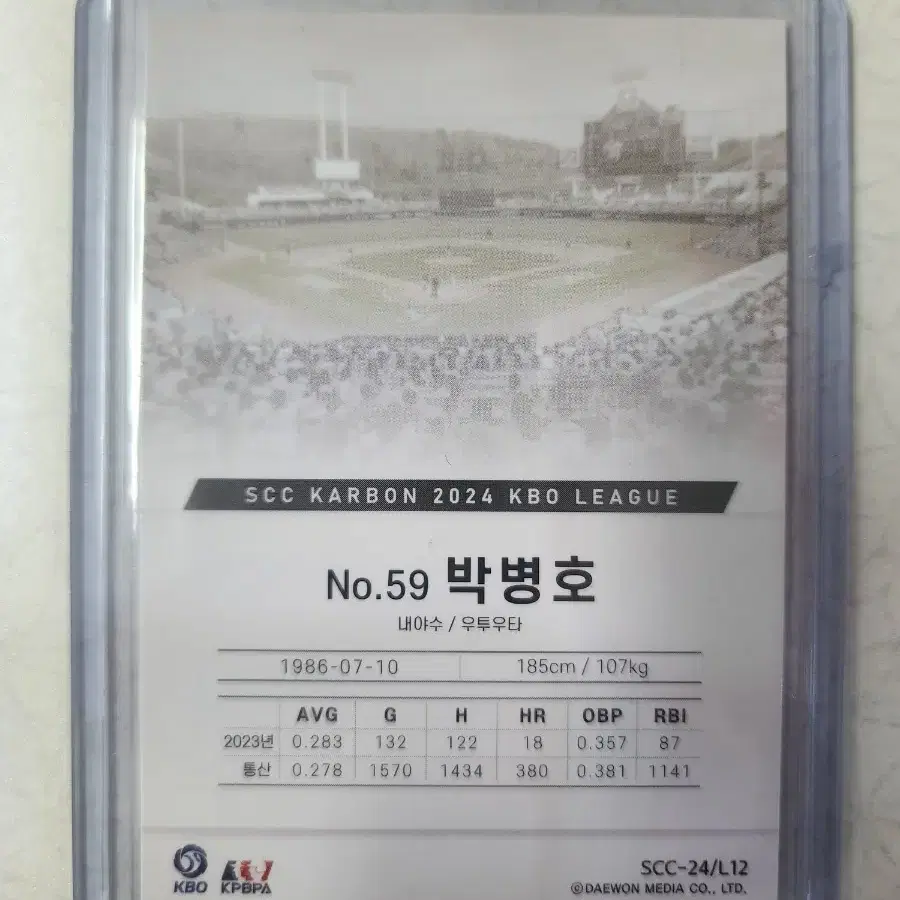 SCC KARBON 2024 KBO LEAGUE
No.59 박병호
내야수 / 우투우타
1986-07-10 185cm / 107kg
AVG G H HR OBP RBI
2023년 0.283 132 122 18 0.357 87
통산 0.278 1570 1434 380 0.381 1141
KBO KPBPA
SCC-24/L12
©DAEWON MEDIA CO., LTD.